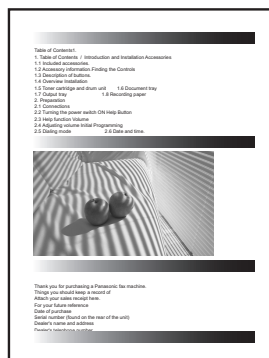 Table of Contents1.
1. Table of Contents / Introduction and Installation Accessories
1.1 Included accessories.
1.2 Accessory information.Finding the Controls
1.3 Description of buttons.
1.4 Overview Installation
1.5 Toner cartridge and drum unit 1.6 Document tray
1.7 Output tray 1.8 Recording paper
2. Preparation
2.1 Connections
2.2 Turning the power switch ON Help Button
2.3 Help function Volume
2.4 Adjusting volume Initial Programming
2.5 Dialing mode 2.6 Date and time.
Thank you for purchasing a Panasonic fax machine.
Things you should keep a record of
Attach your sales receipt here.
For your future reference
Date of purchase
Serial number (found on the rear of the unit)
Dealer's name and address
Dealer's telephone number